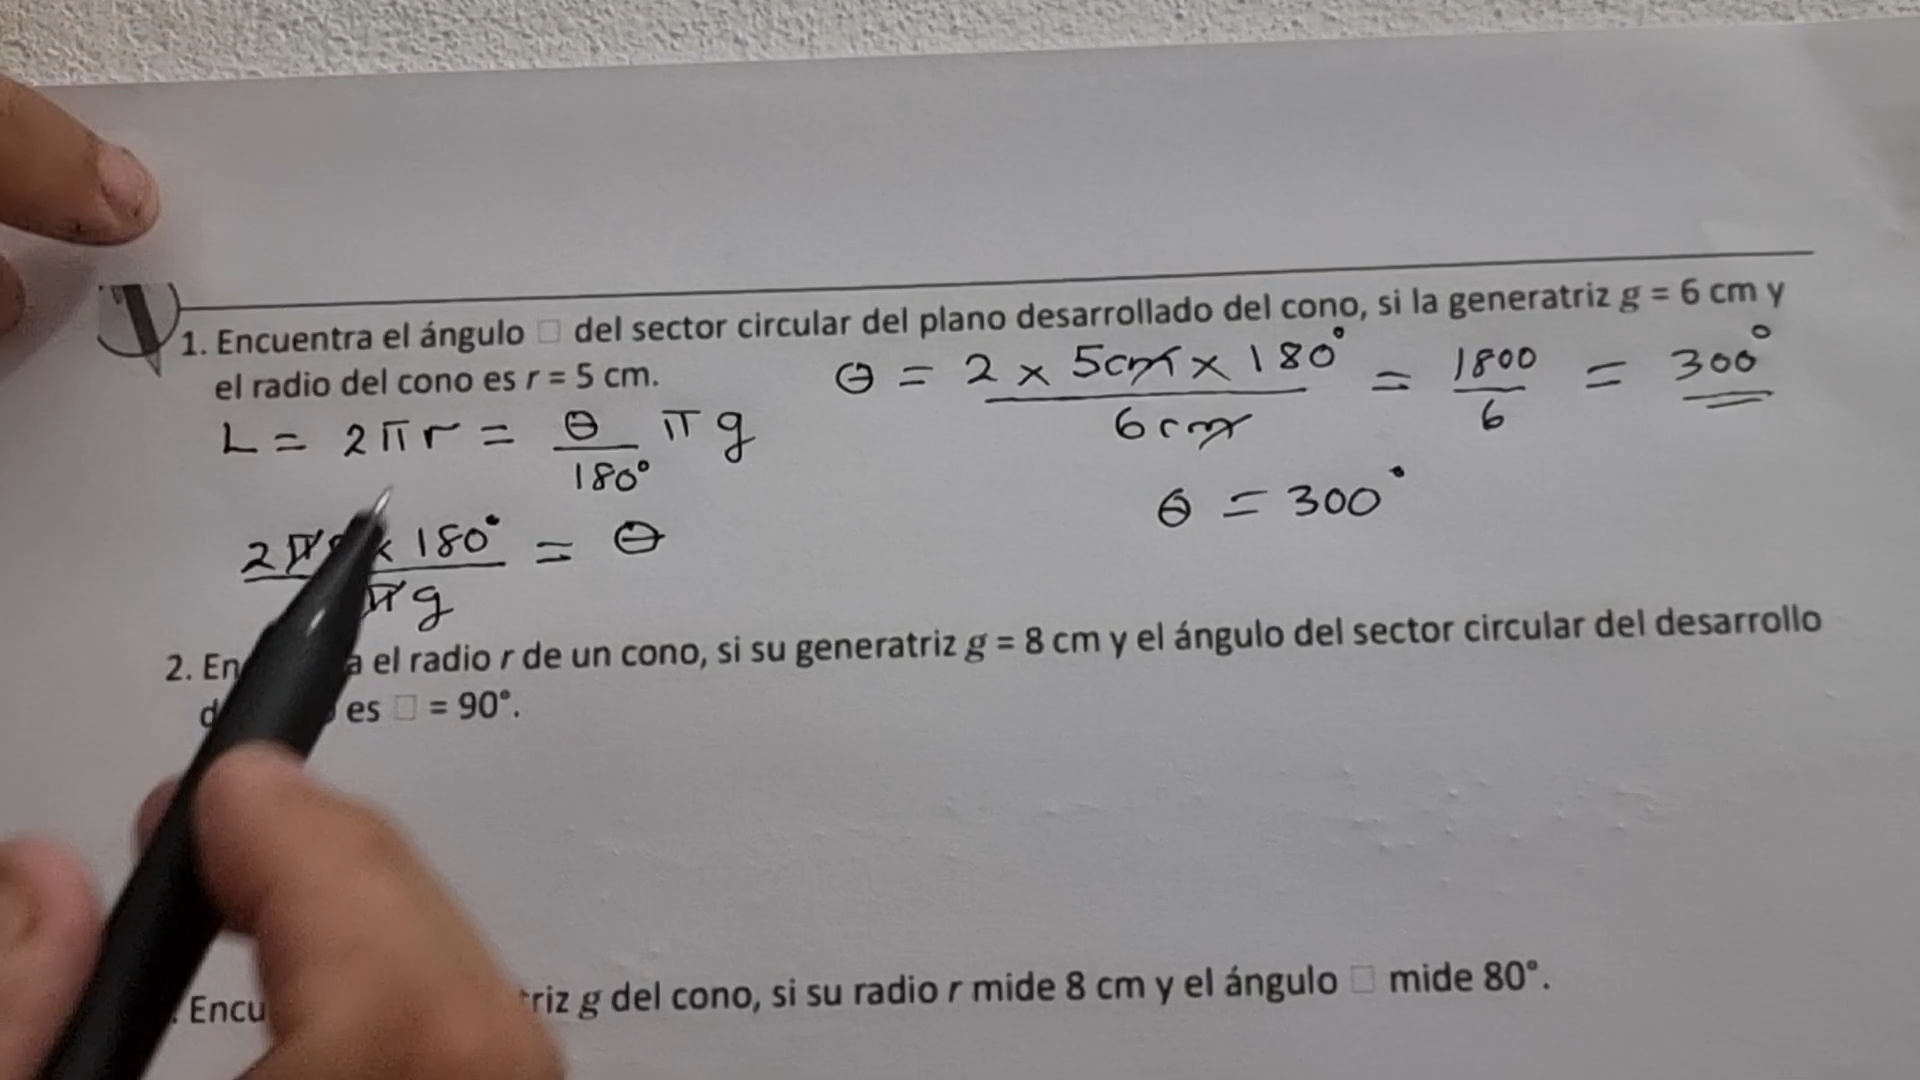 1. Encuentra el ángulo □ del sector circular del plano desarrollado del cono, si la generatriz g = 6 cm y
el radio del cono es r = 5 cm.
θ = 2 x 5cm x 180° / 6cm = 1800 / 6 = 300°
L = 2πr = θ / 180° πg
θ = 300°
2π x 180° / πg = θ
2. el radio r de un cono, si su generatriz g = 8 cm y el ángulo del sector circular del desarrollo
es □ = 90°.
g del cono, si su radio r mide 8 cm y el ángulo □ mide 80°.